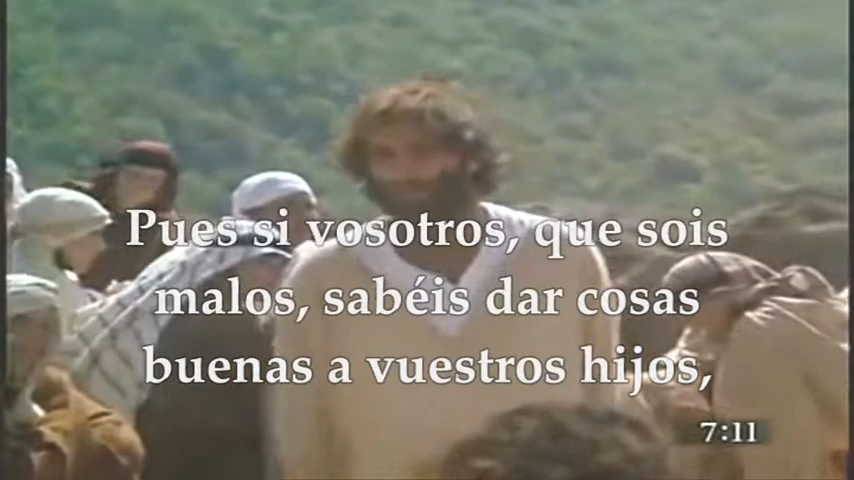 Pues si vosotros, que sois
malos, sabéis dar cosas
buenas a vuestros hijos,
7:11